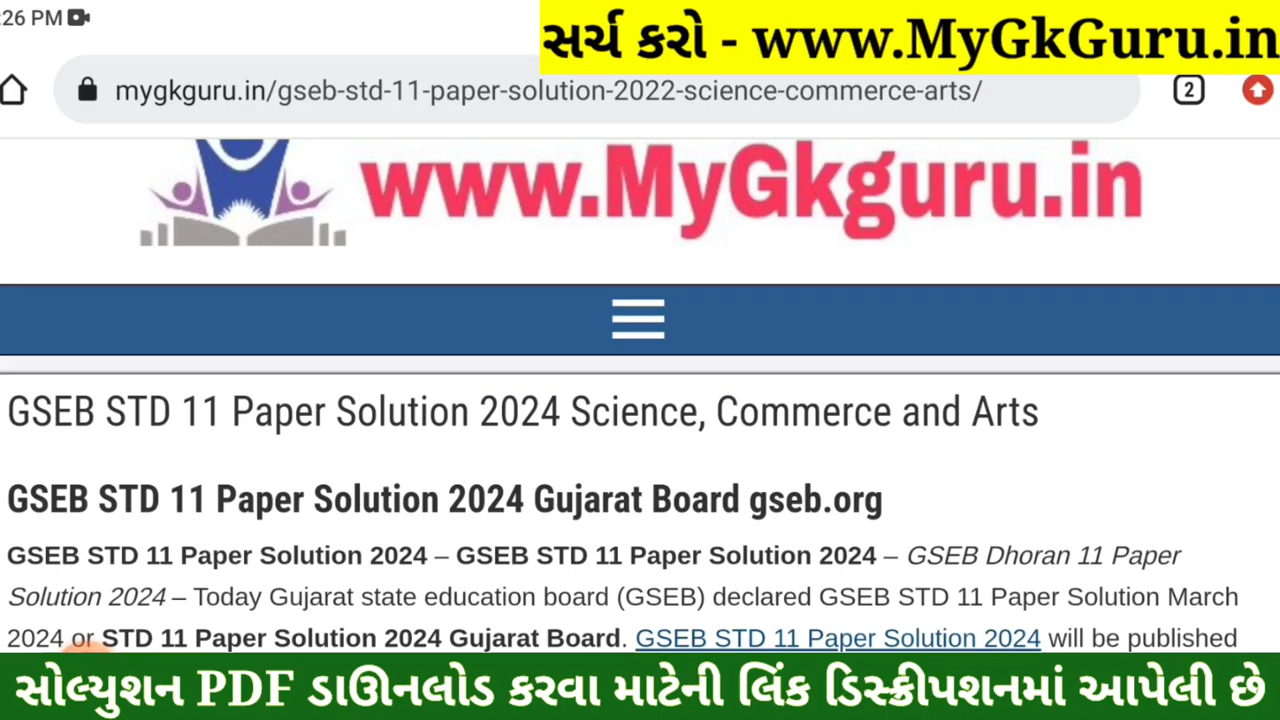 :26 PM
સર્ચ કરો - www.MyGkGuru.in
mygkguru.in/gseb-std-11-paper-solution-2022-science-commerce-arts/
2
www.MyGkguru.in
GSEB STD 11 Paper Solution 2024 Science, Commerce and Arts
GSEB STD 11 Paper Solution 2024 Gujarat Board gseb.org
GSEB STD 11 Paper Solution 2024 – GSEB STD 11 Paper Solution 2024 – GSEB Dhoran 11 Paper
Solution 2024 – Today Gujarat state education board (GSEB) declared GSEB STD 11 Paper Solution March
2024 or STD 11 Paper Solution 2024 Gujarat Board. GSEB STD 11 Paper Solution 2024 will be published
સોલ્યુશન PDF ડાઊનલોડ કરવા માટેની લિંક ડિસ્ક્રીપશનમાં આપેલી છે